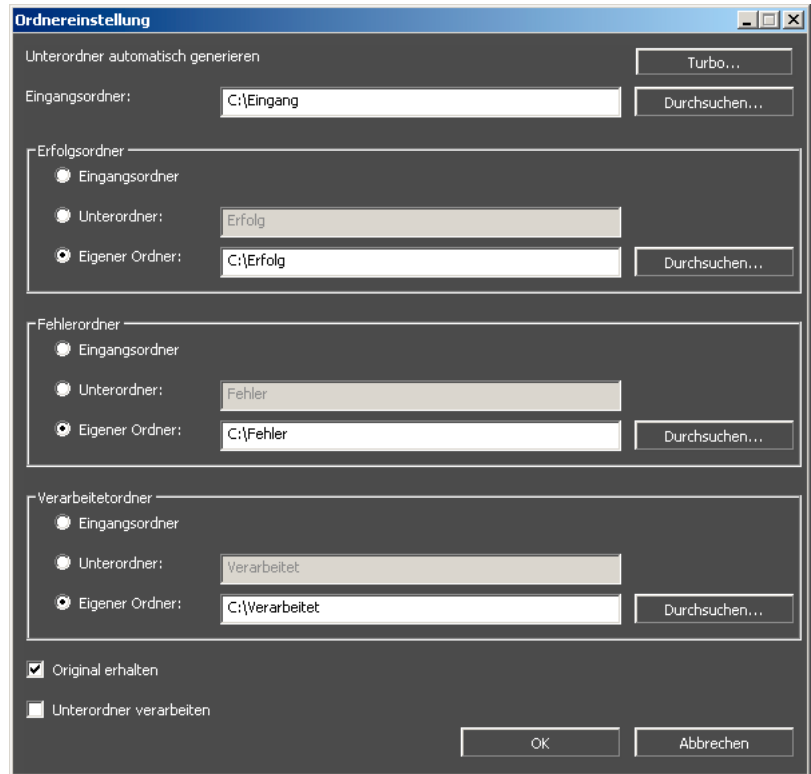 Ordnereinstellung
Unterordner automatisch generieren
Turbo...
Eingangsordner:
C:\Eingang
Durchsuchen...
Erfolgsordner
Eingangsordner
Unterordner:
Erfolg
Eigener Ordner:
C:\Erfolg
Durchsuchen...
Fehlerordner
Eingangsordner
Unterordner:
Fehler
Eigener Ordner:
C:\Fehler
Durchsuchen...
Verarbeitetordner
Eingangsordner
Unterordner:
Verarbeitet
Eigener Ordner:
C:\Verarbeitet
Durchsuchen...
Original erhalten
Unterordner verarbeiten
OK
Abbrechen